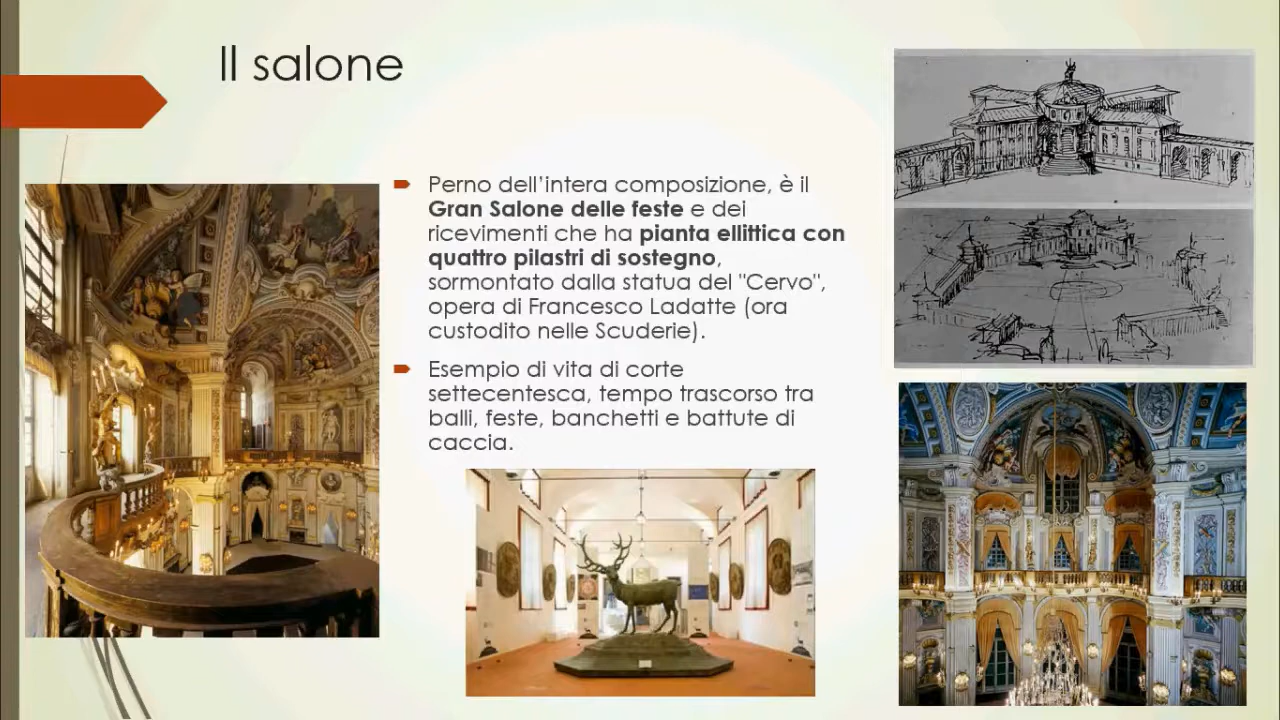 Il salone
Perno dell'intera composizione, è il
Gran Salone delle feste e dei
ricevimenti che ha pianta ellittica con
quattro pilastri di sostegno,
sormontato dalla statua del "Cervo",
opera di Francesco Ladatte (ora
custodito nelle Scuderie).
Esempio di vita di corte
settecentesca, tempo trascorso tra
balli, feste, banchetti e battute di
caccia.